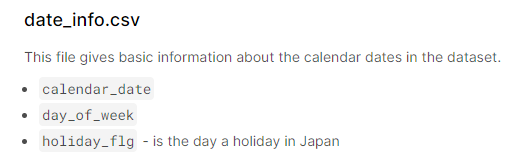 date_info.csv
This file gives basic information about the calendar dates in the dataset.
• calendar_date
• day_of_week
• holiday_flg - is the day a holiday in Japan